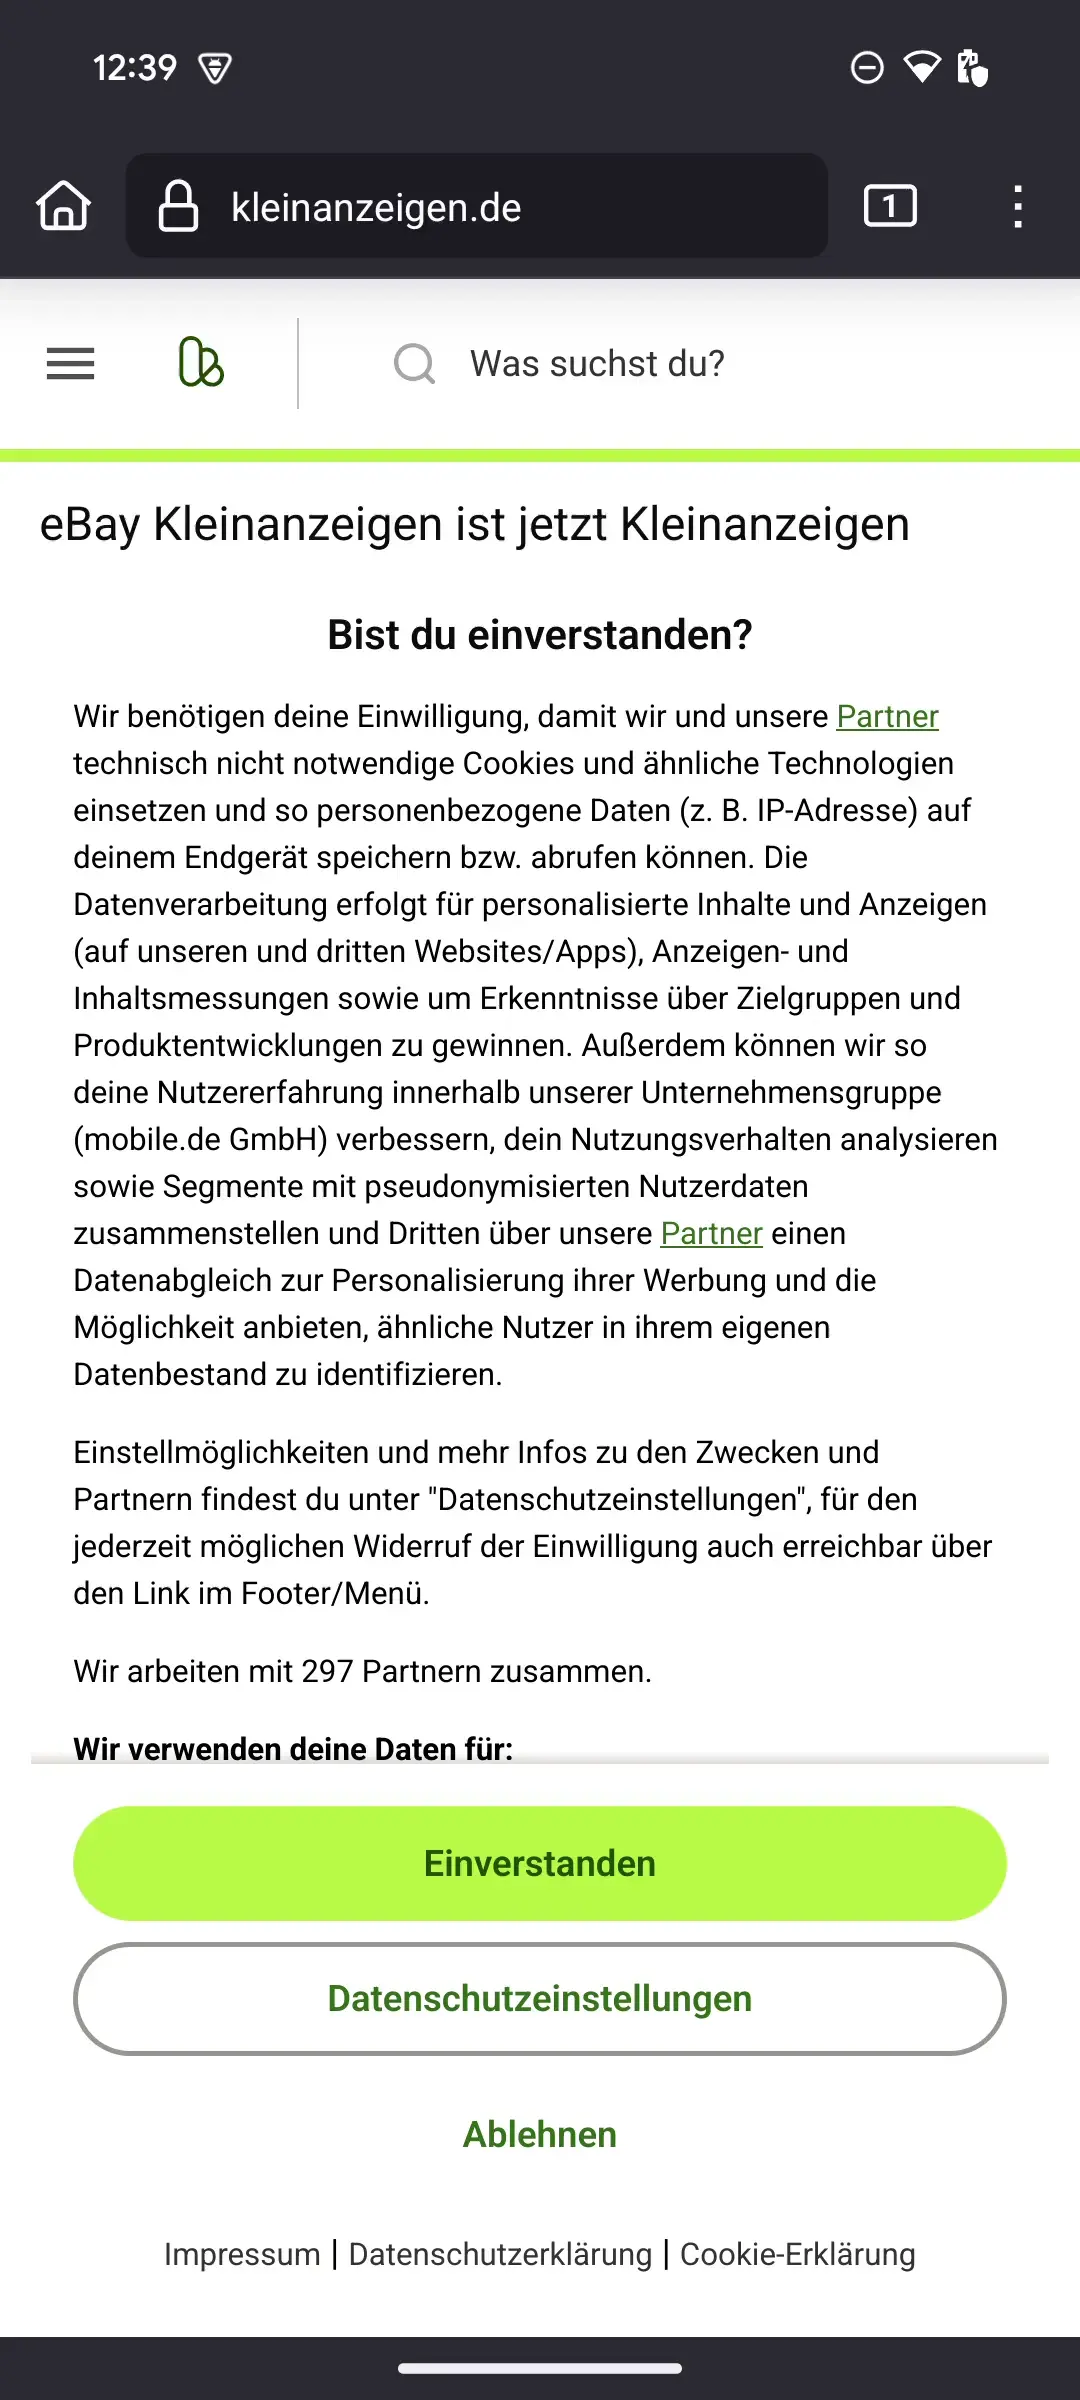 12:39
kleinanzeigen.de
1
Was suchst du?
eBay Kleinanzeigen ist jetzt Kleinanzeigen
Bist du einverstanden?
Wir benötigen deine Einwilligung, damit wir und unsere Partner
technisch nicht notwendige Cookies und ähnliche Technologien
einsetzen und so personenbezogene Daten (z. B. IP-Adresse) auf
deinem Endgerät speichern bzw. abrufen können. Die
Datenverarbeitung erfolgt für personalisierte Inhalte und Anzeigen
(auf unseren und dritten Websites/Apps), Anzeigen- und
Inhaltsmessungen sowie um Erkenntnisse über Zielgruppen und
Produktentwicklungen zu gewinnen. Außerdem können wir so
deine Nutzererfahrung innerhalb unserer Unternehmensgruppe
(mobile.de GmbH) verbessern, dein Nutzungsverhalten analysieren
sowie Segmente mit pseudonymisierten Nutzerdaten
zusammenstellen und Dritten über unsere Partner einen
Datenabgleich zur Personalisierung ihrer Werbung und die
Möglichkeit anbieten, ähnliche Nutzer in ihrem eigenen
Datenbestand zu identifizieren.
Einstellmöglichkeiten und mehr Infos zu den Zwecken und
Partnern findest du unter "Datenschutzeinstellungen", für den
jederzeit möglichen Widerruf der Einwilligung auch erreichbar über
den Link im Footer/Menü.
Wir arbeiten mit 297 Partnern zusammen.
Wir verwenden deine Daten für:
Einverstanden
Datenschutzeinstellungen
Ablehnen
Impressum | Datenschutzerklärung | Cookie-Erklärung